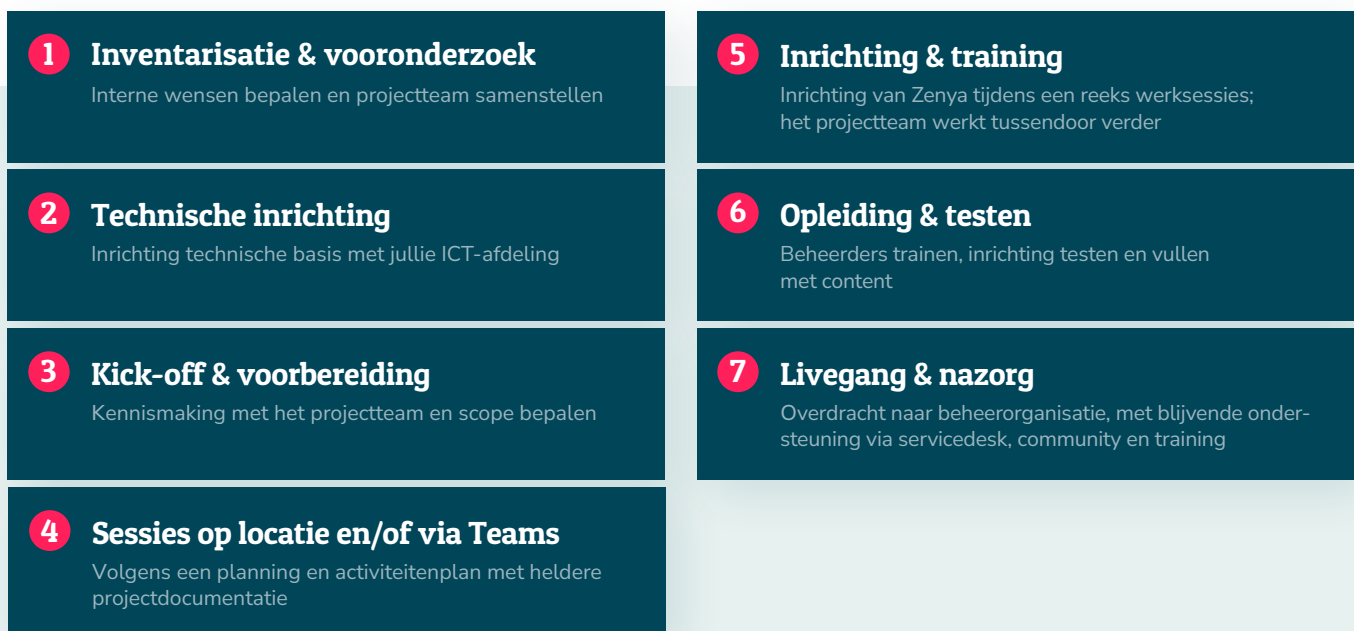 1 Inventarisatie & vooronderzoek
Interne wensen bepalen en projectteam samenstellen
2 Technische inrichting
Inrichting technische basis met jullie ICT-afdeling
3 Kick-off & voorbereiding
Kennismaking met het projectteam en scope bepalen
4 Sessies op locatie en/of via Teams
Volgens een planning en activiteitenplan met heldere
projectdocumentatie
5 Inrichting & training
Inrichting van Zenya tijdens een reeks werksessies;
het projectteam werkt tussendoor verder
6 Opleiding & testen
Beheerders trainen, inrichting testen en vullen
met content
7 Livegang & nazorg
Overdracht naar beheerorganisatie, met blijvende onder-
steuning via servicedesk, community en training